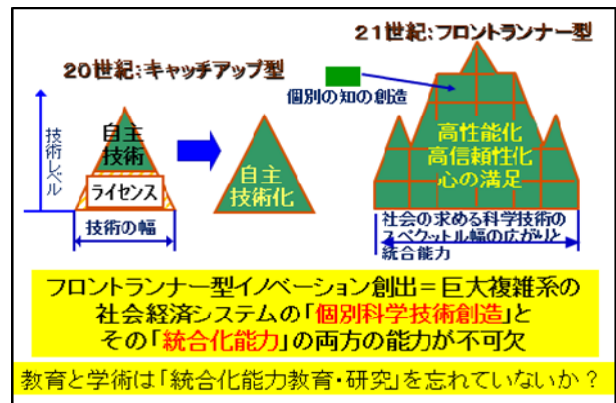 21世紀:フロントランナー型
20世紀:キャッチアップ型
個別の知の創造
技術レベル
自主
技術
ライセンス
技術の幅
自主
技術化
高性能化
高信頼性化
心の満足
社会の求める科学技術の
スペクットル幅の広がりと
統合能力
フロントランナー型イノベーション創出=巨大複雑系の
社会経済システムの「個別科学技術創造」と
その「統合化能力」の両方の能力が不可欠
教育と学術は「統合化能力教育・研究」を忘れていないか?